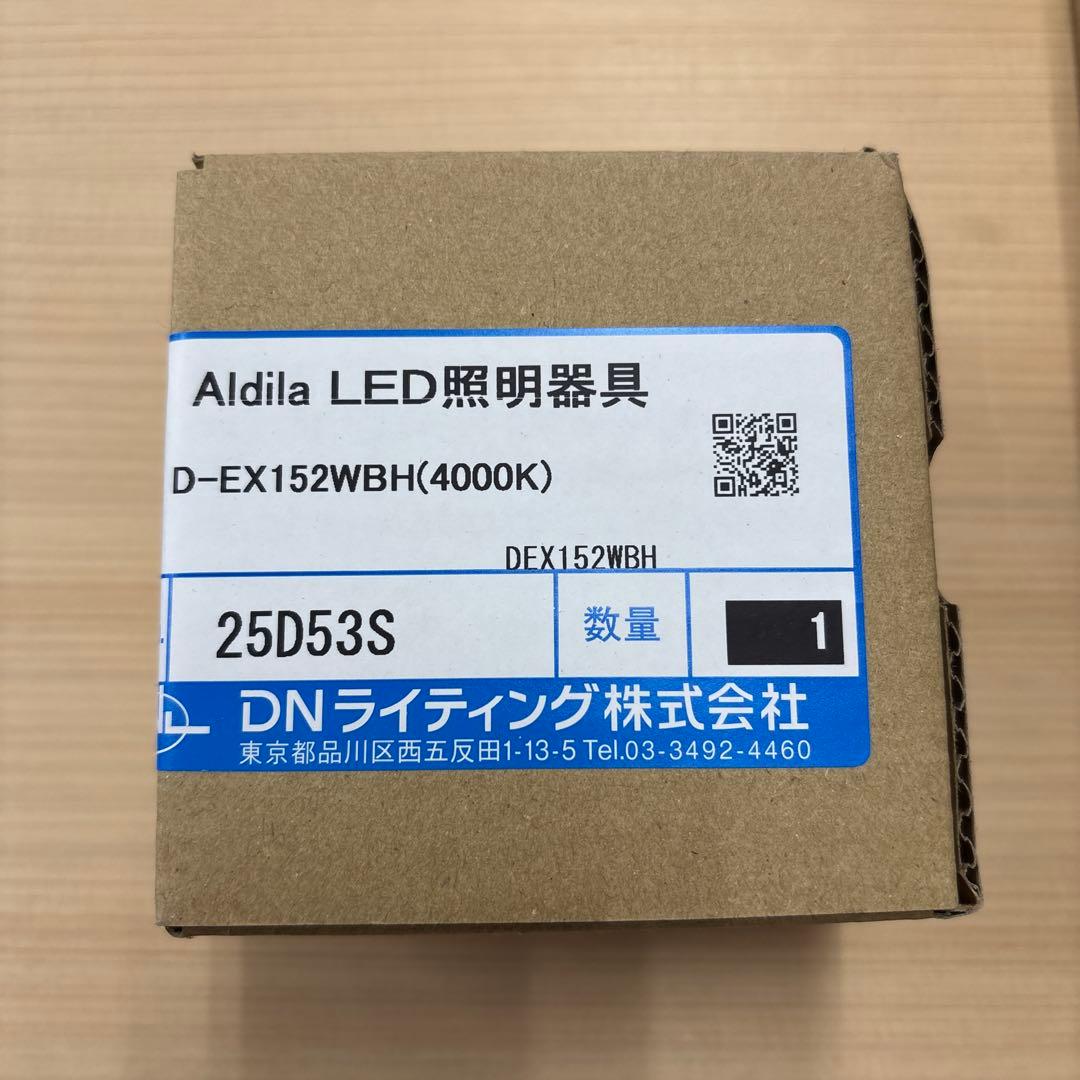 Aldila LED照明器具
D-EX152WBH(4000K)
DEX152WBH
25D53S 数量 1
DNライティング株式会社
東京都品川区西五反田1-13-5 Tel.03-3492-4460